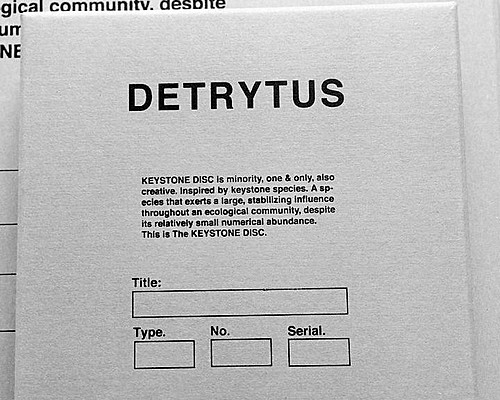 gical community, despite
um
NE
DETRYTUS
KEYSTONE DISC is minority, one & only, also
creative. Inspired by keystone species. A sp-
ecies that exerts a large, stabilizing influence
throughout an ecological community, despite
its relatively small numerical abundance.
This is The KEYSTONE DISC.
Title:
Type. No. Serial.